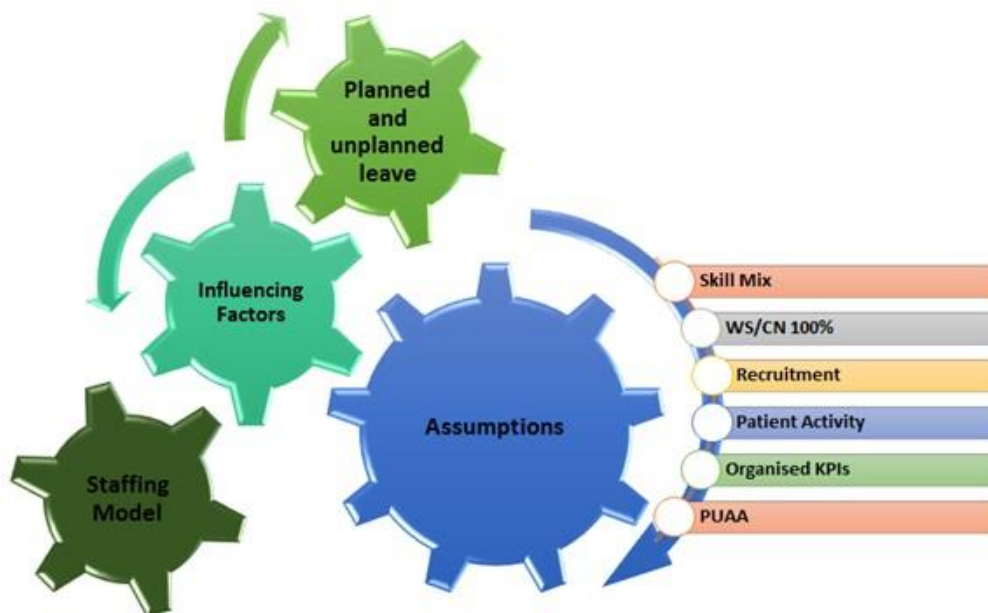 Planned
and
unplanned
leave
Influencing
Factors
Staffing
Model
Assumptions
Skill Mix
WS/CN 100%
Recruitment
Patient Activity
Organised KPIs
PUAA